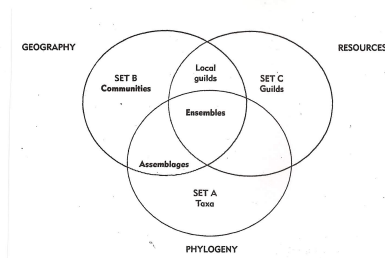 GEOGRAPHY
RESOURCES
Local
guilds
SET B
Communities
SET C
Guilds
Ensembles
Assemblages
SET A
Taxa
PHYLOGENY